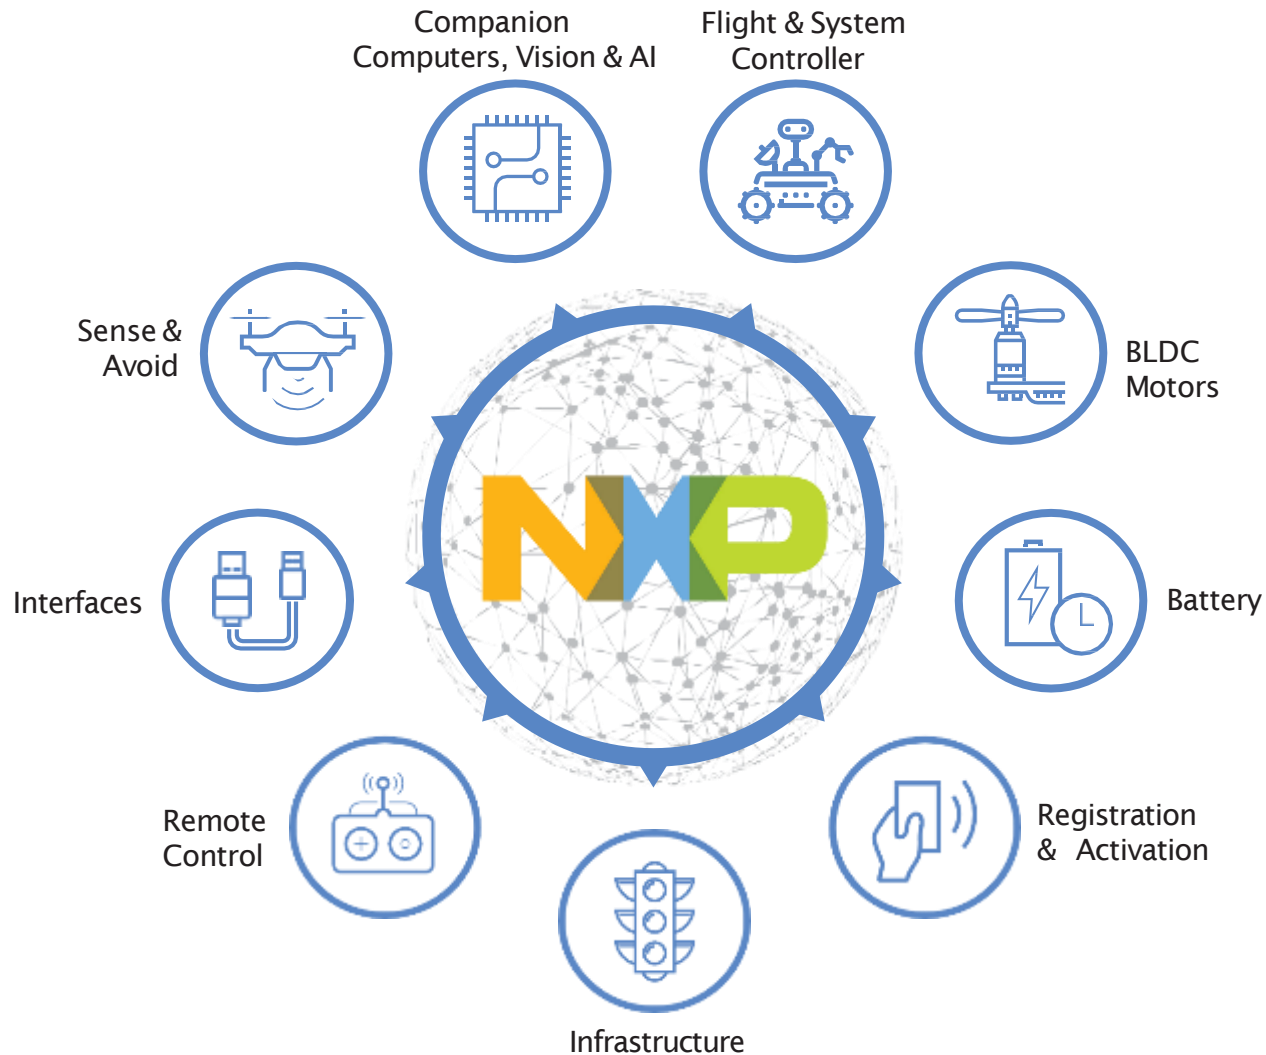 Companion
Computers, Vision & AI
Flight & System
Controller
Sense &
Avoid
BLDC
Motors
NXP
Interfaces
Battery
Remote
Control
Registration
& Activation
Infrastructure